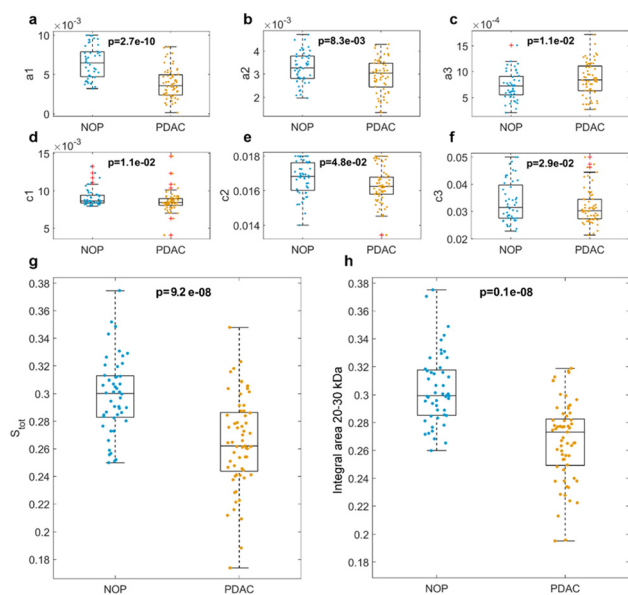 a b c
×10⁻³ ×10⁻³ ×10⁻⁴
p=2.7e-10 p=8.3e-03 p=1.1e-02
a1 a2 a3
10 5 0
4 3 2
15 10 5
NOP PDAC NOP PDAC NOP PDAC
d e f
×10⁻³
p=1.1e-02 p=4.8e-02 p=2.9e-02
c1 c2 c3
15 10 5
0.018 0.016 0.014
0.05 0.04 0.03 0.02
NOP PDAC NOP PDAC NOP PDAC
g h
p=9.2 e-08 p=0.1e-08
S_tot Integral area 20-30 kDa
0.38 0.38
0.36 0.36
0.34 0.34
0.32 0.32
0.3 0.3
0.28 0.28
0.26 0.26
0.24 0.24
0.22 0.22
0.2 0.2
0.18 0.18
NOP PDAC NOP PDAC